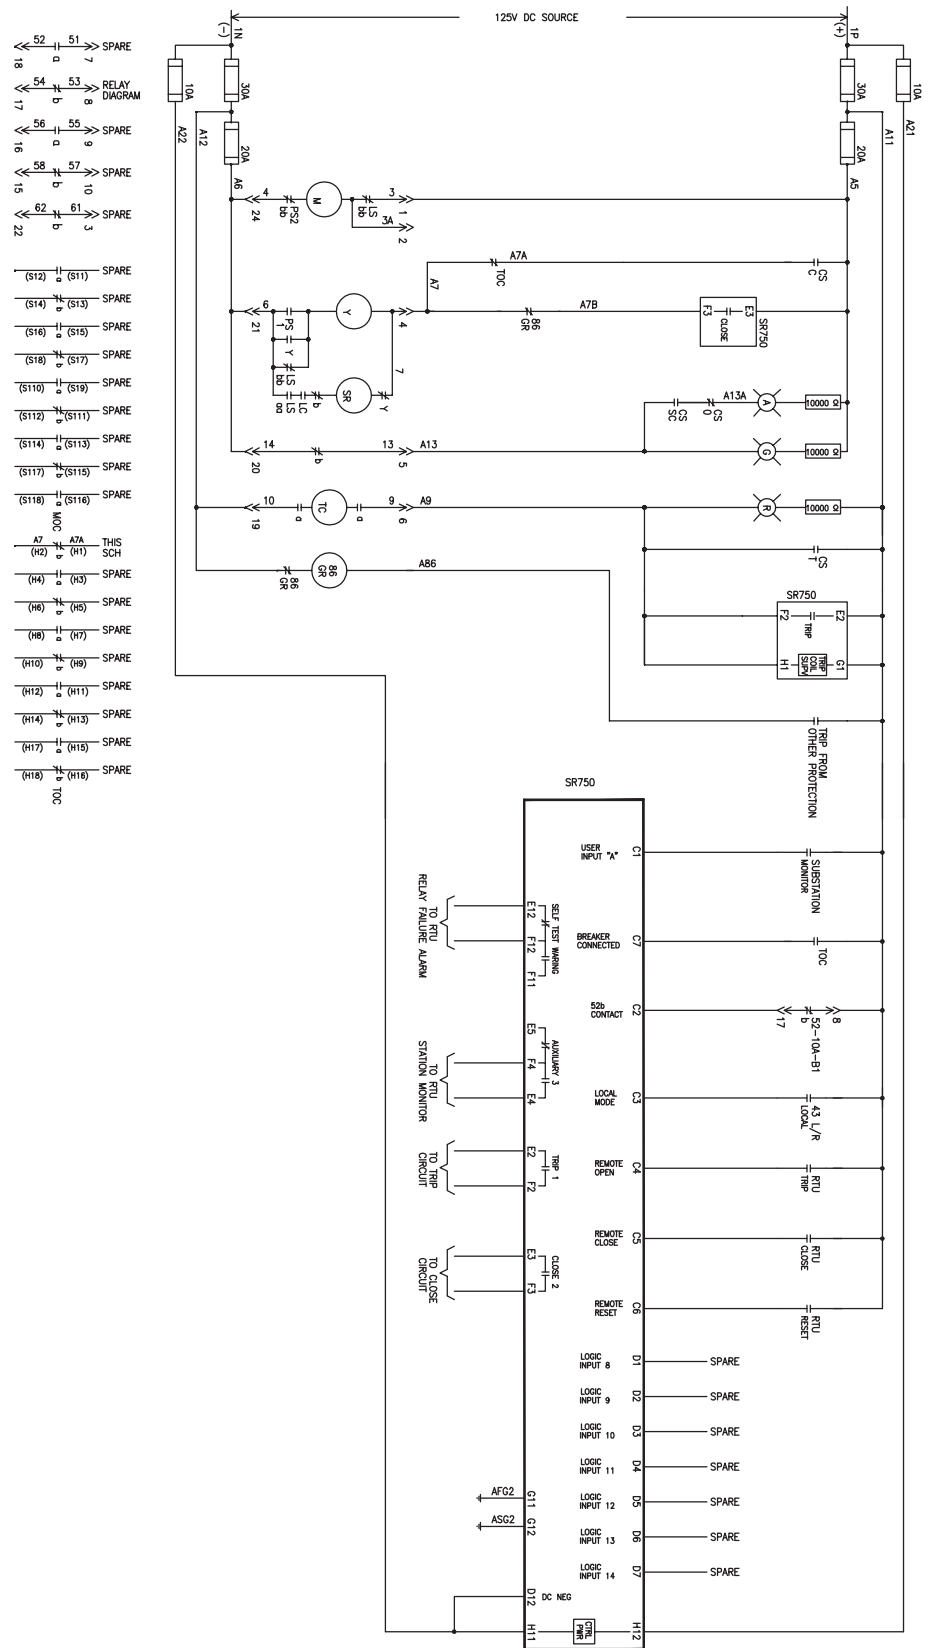 125V DC SOURCE
1N
(-)
1P
(+)
10A
30A
30A
10A
A22
A12
20A
20A
A11
A21
A6
A5
52 51 SPARE
18 a 7
54 53 RELAY
DIAGRAM
17 b 8
56 55 SPARE
16 a 9
58 57 SPARE
15 b 10
62 61 SPARE
22 b 3
(S12) a (S11) SPARE
(S14) b (S13) SPARE
(S16) a (S15) SPARE
(S18) b (S17) SPARE
(S110) a (S19) SPARE
(S112) b (S111) SPARE
(S114) a (S113) SPARE
(S117) b (S115) SPARE
(S118) a (S116) SPARE
MOC
A7 A7A THIS
SCH
(H2) b (H1)
(H4) a (H3) SPARE
(H6) b (H5) SPARE
(H8) a (H7) SPARE
(H10) b (H9) SPARE
(H12) a (H11) SPARE
(H14) b (H13) SPARE
(H17) a (H15) SPARE
(H18) b (H16) SPARE
TOC
4 M 3
24 PS2 bb LS bb 1
3A
2
A7A
TOC
CS
C
A7
6 Y 4
21 PS
1
A7B
86
GR
F3 E3
CLOSE
SR750
Y
LS
bb
7
SR
LS
aa
LC
b
Y
A13A
CS
SC
CS
O
A
10000 Ω
14 13 A13
20 b 5
G
10000 Ω
10 TC 9 A9
19 a a 6
R
10000 Ω
86
GR
86
GR
A86
CS
T
SR750
F2 E2
TRIP
H1 G1
TRIP
COIL
SUPV
TRIP FROM
OTHER PROTECTION
SR750
USER
INPUT "A"
C1
SUBSTATION
MONITOR
BREAKER
CONNECTED
C7
TOC
52b
CONTACT
C2
17
8
52-10A-B1
b
LOCAL
MODE
C3
43 L/R
LOCAL
REMOTE
OPEN
C4
RTU
TRIP
REMOTE
CLOSE
C5
RTU
CLOSE
REMOTE
RESET
C6
RTU
RESET
LOGIC
INPUT 8
D1
SPARE
LOGIC
INPUT 9
D2
SPARE
LOGIC
INPUT 10
D3
SPARE
LOGIC
INPUT 11
D4
SPARE
LOGIC
INPUT 12
D5
SPARE
LOGIC
INPUT 13
D6
SPARE
LOGIC
INPUT 14
D7
SPARE
TO RTU
RELAY FAILURE ALARM
E12
F12
F11
SELF TEST WARING
E5
F4
E4
AUXILIARY 3
TO RTU
STATION MONITOR
E2
F2
TRIP 1
TO TRIP
CIRCUIT
E3
F3
CLOSE 2
TO CLOSE
CIRCUIT
AFG2
G11
ASG2
G12
D12
DC NEG
H11
CTRL
PWR
H12